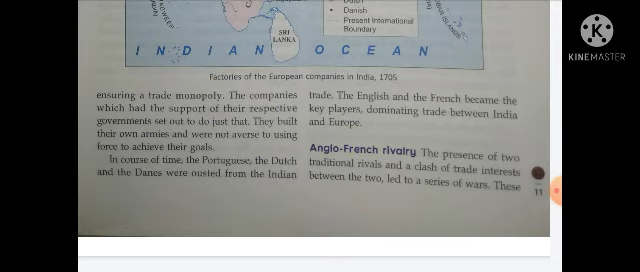 Dutch
Danish
Present International
Boundary
SRI
LANKA
INDIAN OCEAN
KINEMASTER
Factories of the European companies in India, 1705
ensuring a trade monopoly. The companies
which had the support of their respective
governments set out to do just that. They built
their own armies and were not averse to using
force to achieve their goals.
In course of time, the Portuguese, the Dutch
and the Danes were ousted from the Indian
trade. The English and the French became the
key players, dominating trade between India
and Europe.
Anglo-French rivalry The presence of two
traditional rivals and a clash of trade interests
between the two, led to a series of wars. These
11